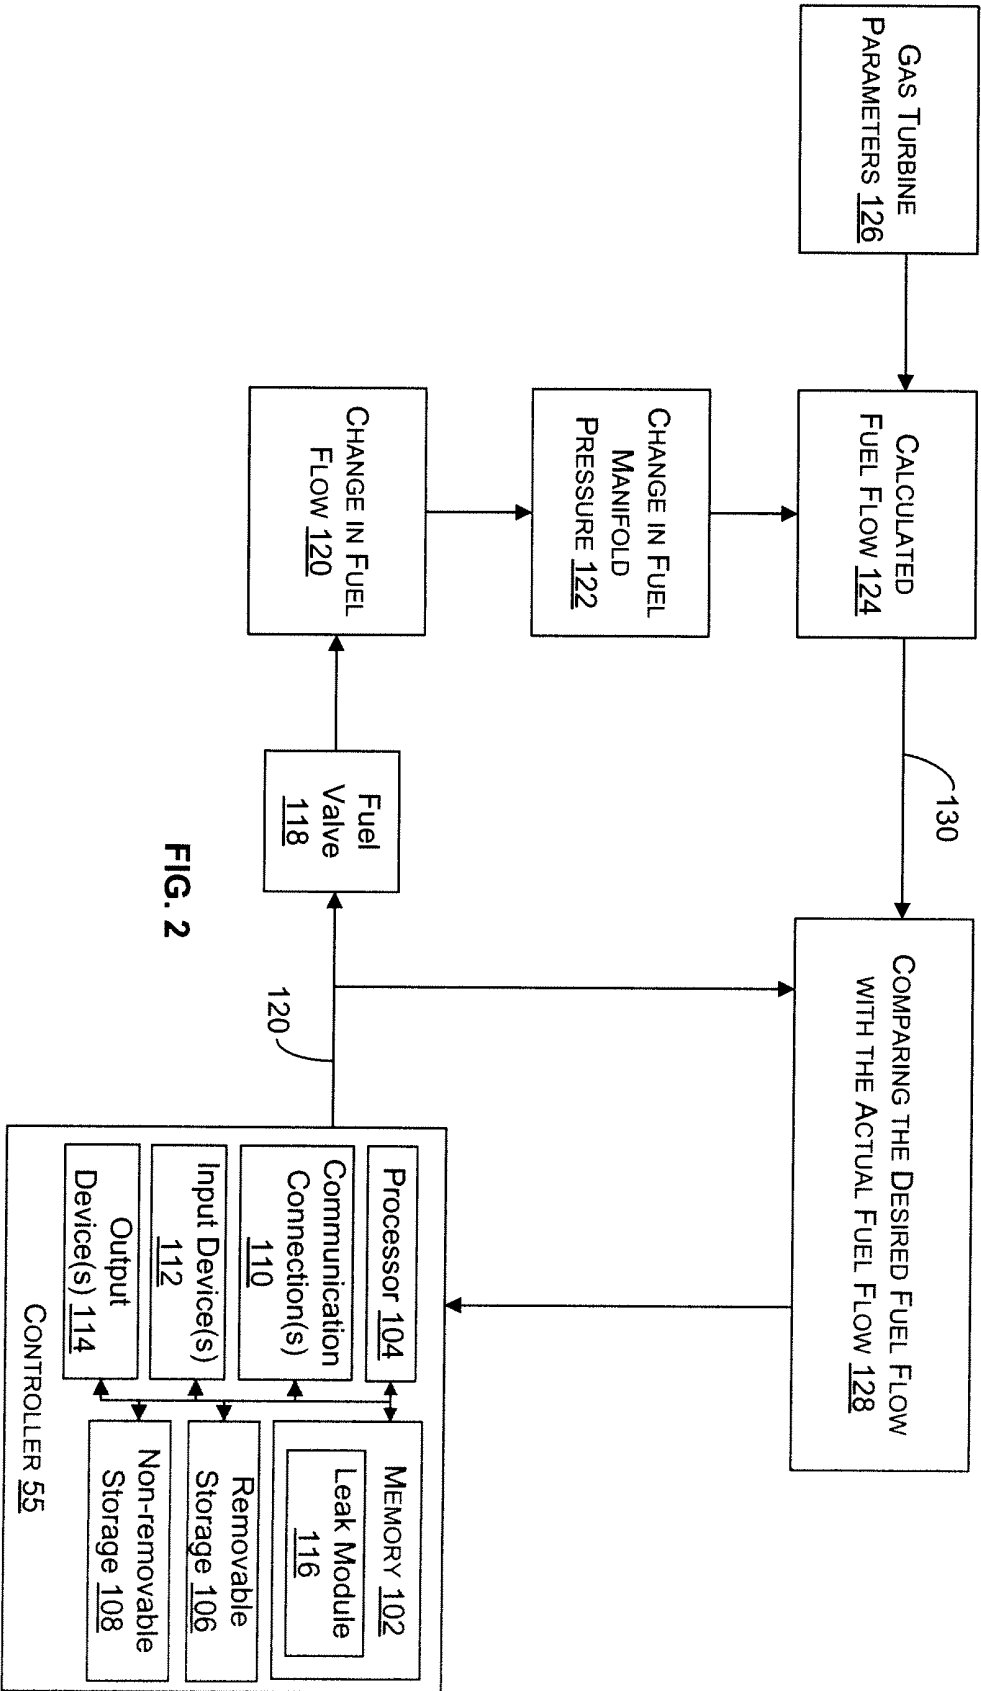 GAS TURBINE
PARAMETERS 126
CALCULATED
FUEL FLOW 124
130
COMPARING THE DESIRED FUEL FLOW
WITH THE ACTUAL FUEL FLOW 128
CHANGE IN FUEL
MANIFOLD
PRESSURE 122
CHANGE IN FUEL
FLOW 120
Fuel
Valve
118
120
Processor 104
Communication
Connection(s)
110
Input Device(s)
112
Output
Device(s) 114
MEMORY 102
Leak Module
116
Removable
Storage 106
Non-removable
Storage 108
CONTROLLER 55
FIG. 2